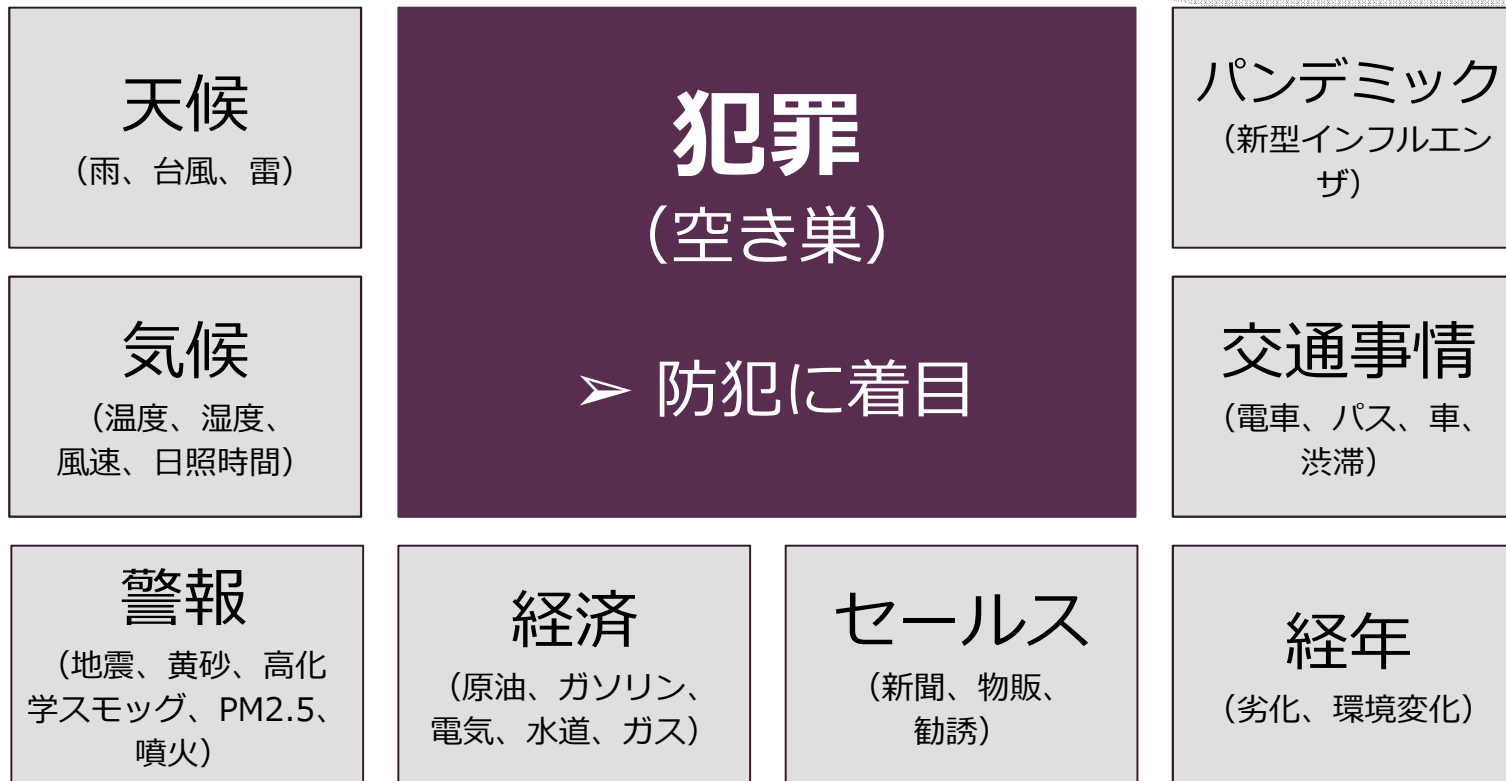 天候
（雨、台風、雷）
犯罪
（空き巣）
➢ 防犯に着目
パンデミック
（新型インフルエン
ザ）
気候
（温度、湿度、
風速、日照時間）
交通事情
（電車、パス、車、
渋滞）
警報
（地震、黄砂、高化
学スモッグ、PM2.5、
噴火）
経済
（原油、ガソリン、
電気、水道、ガス）
セールス
（新聞、物販、
勧誘）
経年
（劣化、環境変化）